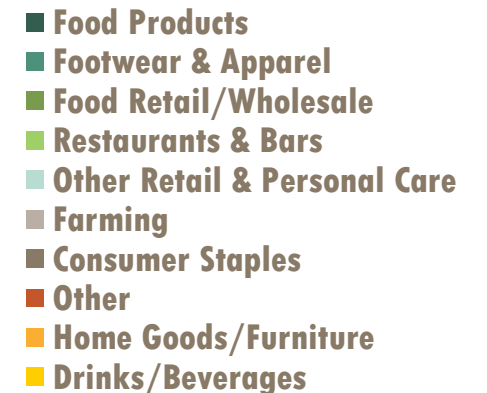 Food Products
Footwear & Apparel
Food Retail/Wholesale
Restaurants & Bars
Other Retail & Personal Care
Farming
Consumer Staples
Other
Home Goods/Furniture
Drinks/Beverages